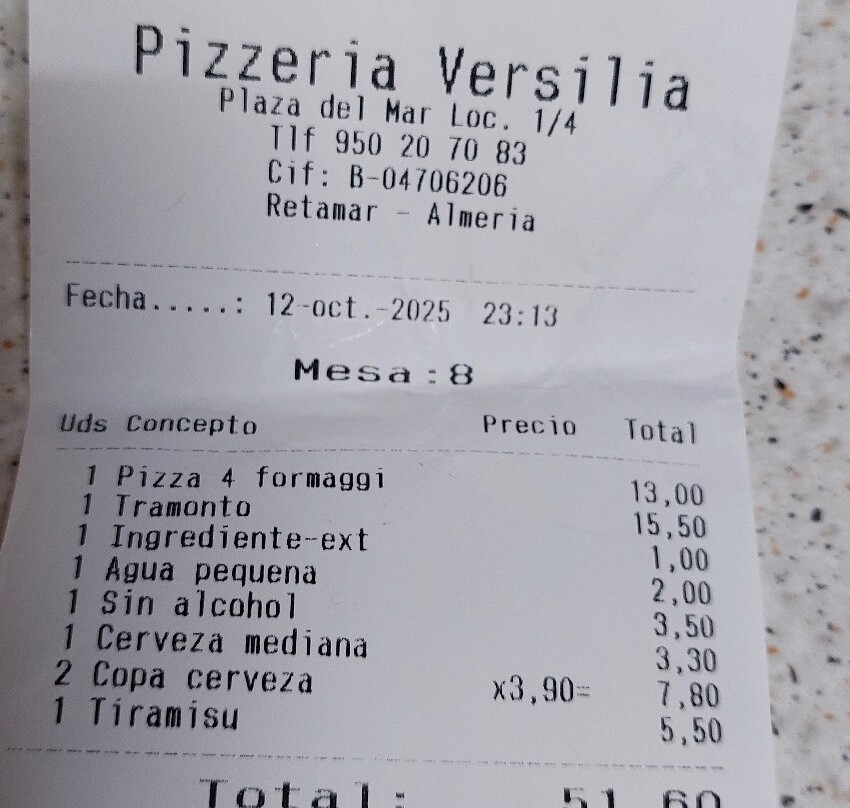 Pizzeria Versilia
Plaza del Mar Loc. 1/4
Tlf 950 20 70 83
Cif: B-04706206
Retamar - Almeria
Fecha.....: 12-oct.-2025 23:13
Mesa:8
Uds Concepto Precio Total
1 Pizza 4 formaggi 13,00
1 Tramonto 15,50
1 Ingrediente-ext 1,00
1 Agua pequena 2,00
1 Sin alcohol 3,50
1 Cerveza mediana 3,30
2 Copa cerveza x3,90= 7,80
1 Tiramisu 5,50
Total: 51,60